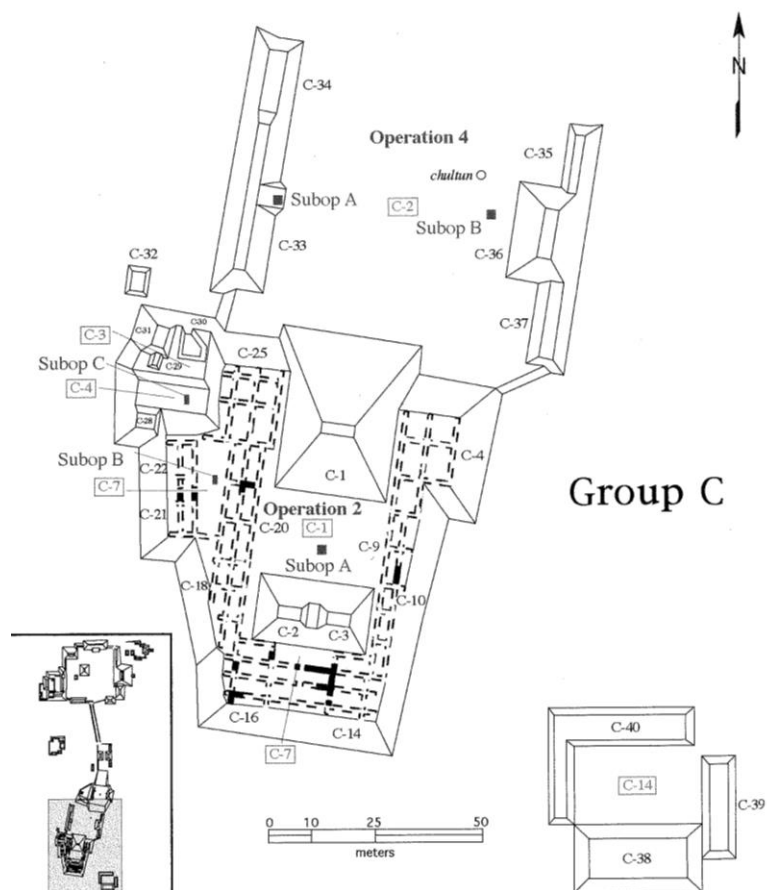 N
C-34
Operation 4
C-35
chultun
Subop A
C-2
Subop B
C-33
C-36
C-32
C-37
C-31
C-30
C-3
C-29
C-25
Subop C
C-4
C-28
C-4
C-1
Subop B
C-22
C-7
Group C
C-21
Operation 2
C-1
C-20
C-9
Subop A
C-18
C-10
C-2
C-3
C-16
C-14
C-7
C-40
C-14
C-39
C-38
0
10
25
50
meters